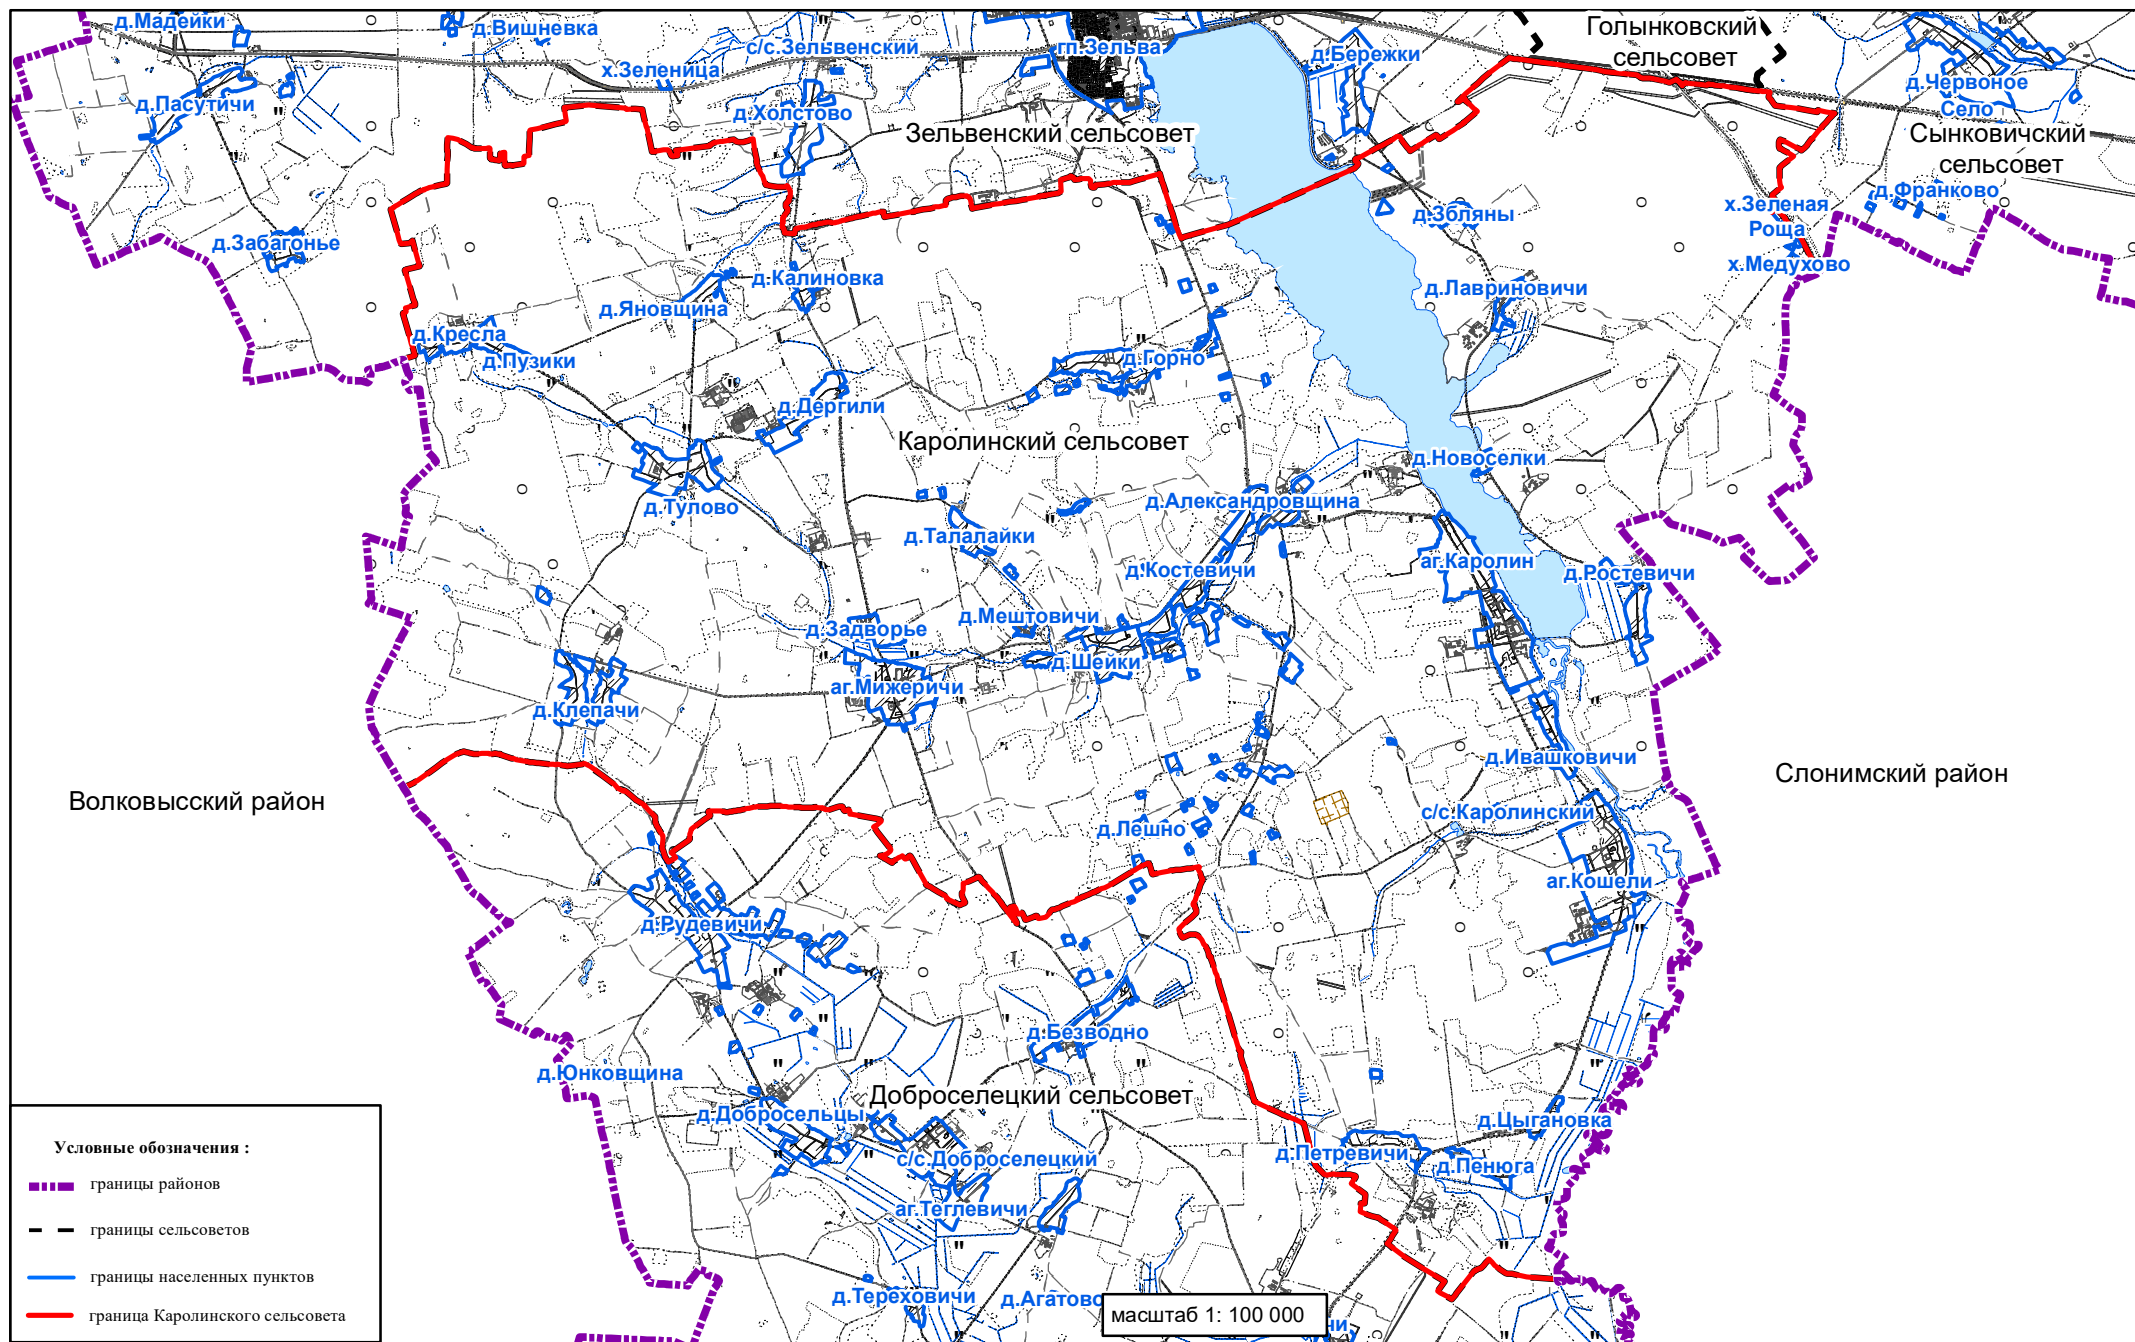 д.Мадейки
д.Вишневка
с/с.Зельвенский
гп.Зельва
д.Бережки
Голынковский
сельсовет
х.Зеленица
д.Пасутичи
д.Холстово
д.Червоное
Село
Зельвенский сельсовет
Сынковичский
сельсовет
д.Франково
х.Зеленая
Роща
д.Збляны
д.Забагонье
х.Медухово
д.Калиновка
д.Лавриновичи
д.Яновщина
д.Кресла
д.Пузики
д.Горно
д.Дергили
Каролинский сельсовет
д.Новоселки
д.Тулово
д.Александровщина
д.Талалайки
аг.Каролин
д.Костевичи
д.Ростевичи
д.Мештовичи
д.Задворье
д.Шейки
аг.Мижеричи
д.Клепачи
д.Ивашковичи
Слонимский район
Волковысский район
с/с.Каролинский
д.Лешно
аг.Кошели
д.Рудевичи
д.Безводно
д.Юнковщина
Доброселецкий сельсовет
д.Добросельцы
д.Цыгановка
д.Петревичи
с/с.Доброселецкий
д.Пенюга
аг.Теглевичи
д.Тереховичи
д.Агатово
Условные обозначения :
границы районов
границы сельсоветов
границы населенных пунктов
граница Каролинского сельсовета
масштаб 1: 100 000